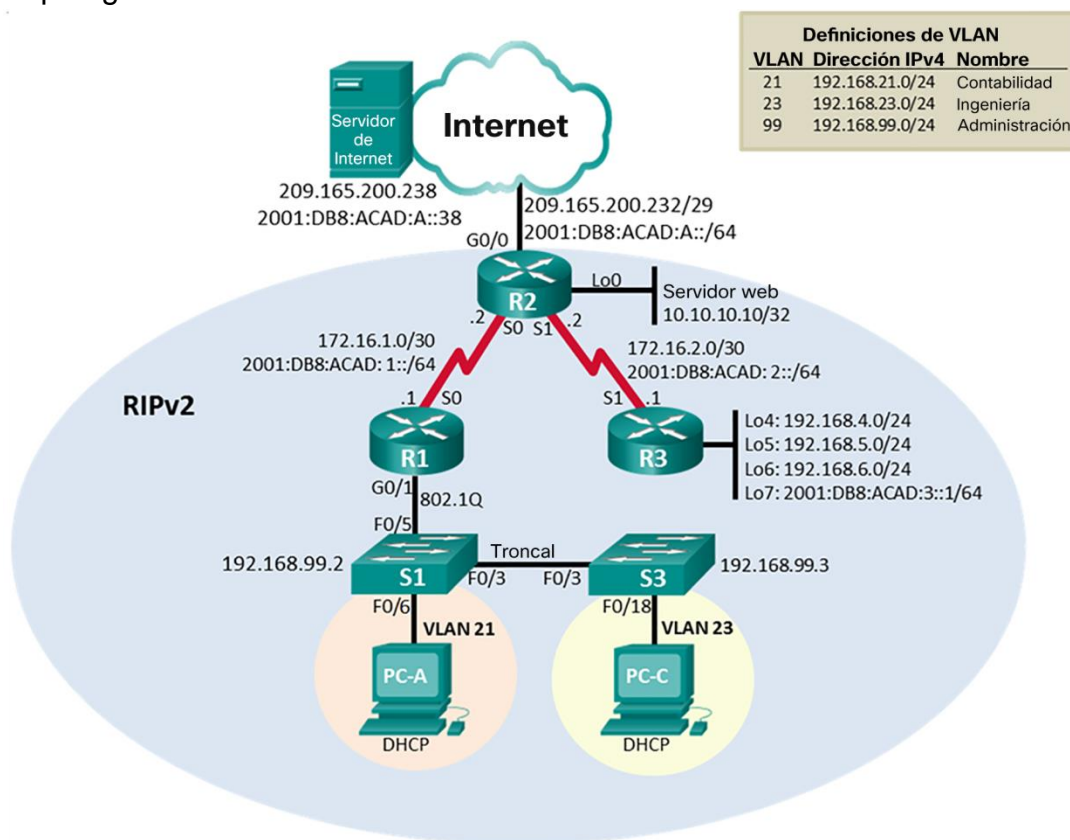 Definiciones de VLAN
VLAN Dirección IPv4 Nombre
21 192.168.21.0/24 Contabilidad
23 192.168.23.0/24 Ingeniería
99 192.168.99.0/24 Administración
Servidor
de
Internet
Internet
209.165.200.238
2001:DB8:ACAD:A::38
209.165.200.232/29
2001:DB8:ACAD:A::/64
G0/0
R2
Lo0
Servidor web
10.10.10.10/32
.2
S0
S1
.2
172.16.1.0/30
2001:DB8:ACAD: 1::/64
172.16.2.0/30
2001:DB8:ACAD: 2::/64
RIPv2
.1
S0
S1
.1
R1
R3
Lo4: 192.168.4.0/24
Lo5: 192.168.5.0/24
Lo6: 192.168.6.0/24
Lo7: 2001:DB8:ACAD:3::1/64
G0/1
802.1Q
F0/5
192.168.99.2
S1
F0/3
Troncal
F0/3
S3
192.168.99.3
F0/6
VLAN 21
F0/18
VLAN 23
PC-A
DHCP
PC-C
DHCP